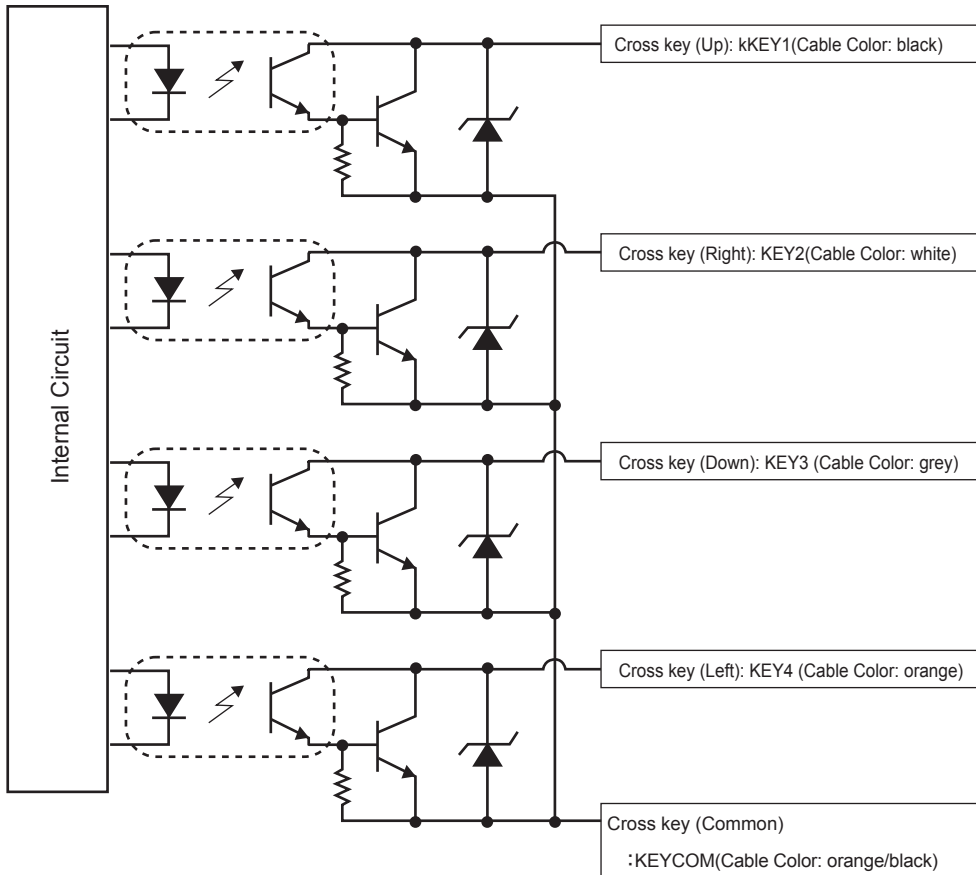 Internal Circuit
Cross key (Up): kKEY1(Cable Color: black)
Cross key (Right): KEY2(Cable Color: white)
Cross key (Down): KEY3 (Cable Color: grey)
Cross key (Left): KEY4 (Cable Color: orange)
Cross key (Common)
:KEYCOM(Cable Color: orange/black)